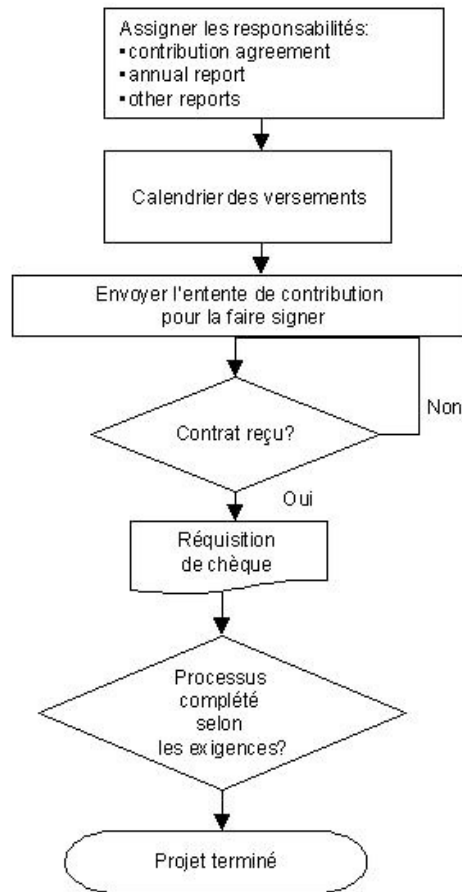 Assigner les responsabilités:
▪contribution agreement
▪annual report
▪other reports
Calendrier des versements
Envoyer l'entente de contribution
pour la faire signer
Non
Contrat reçu?
Oui
Réquisition
de chèque
Processus
complété
selon
les exigences?
Projet terminé